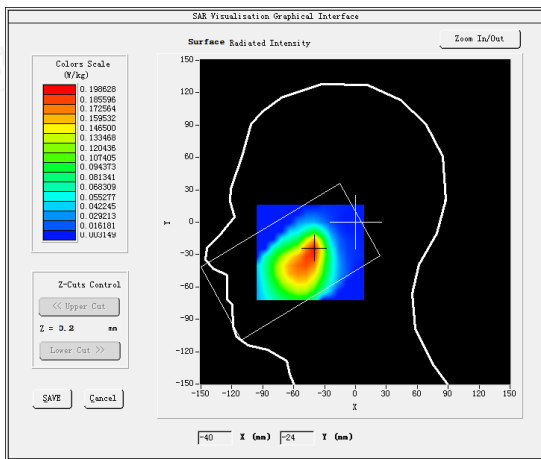 SAR Visualisation Graphical Interface
Surface Radiated Intensity
Zoom In/Out
Colors Scale
(W/kg)
0.198628
0.185596
0.172564
0.159532
0.146500
0.133468
0.120436
0.107405
0.094373
0.081341
0.068309
0.055277
0.042245
0.029213
0.016181
0.003149
Z-Cuts Control
<< Upper Cut
Z = 0.2 mm
Lower Cut >>
SAVE Cancel
150
120
90
60
30
0
-30
-60
-90
-120
-150
Y
-150 -120 -90 -60 -30 0 30 60 90 120 150
X
-40 X (mm) -24 Y (mm)